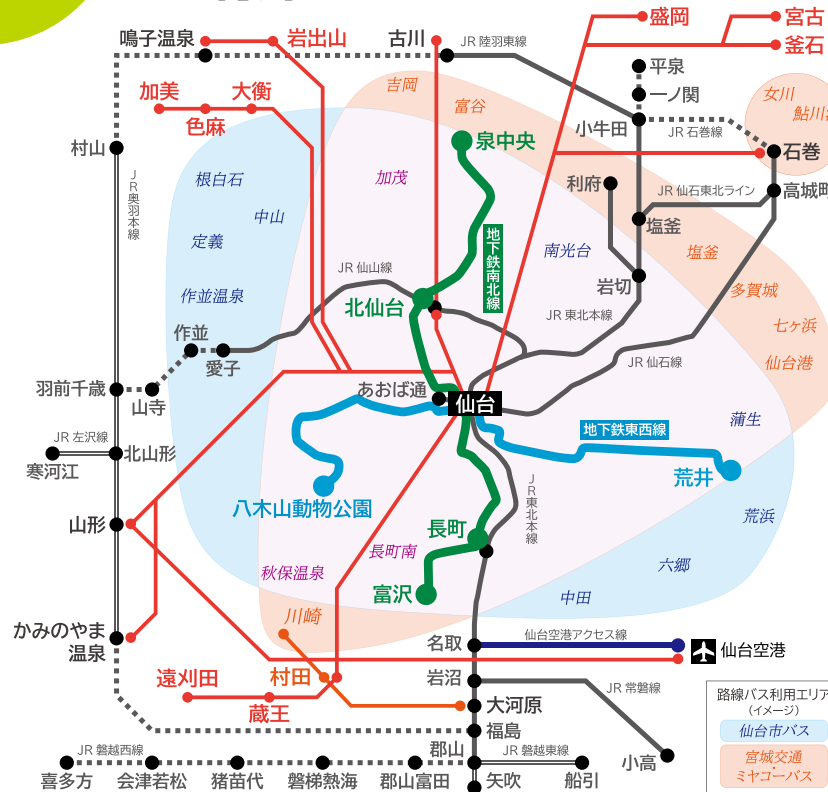 盛岡
宮古
釜石
鳴子温泉
岩出山
古川
JR 陸羽東線
平泉
一ノ関
加美
大衡
色麻
吉岡
富谷
女川
小牛田
JR 石巻線
石巻
村山
泉中央
JR奥羽本線
根白石
加茂
利府
JR 仙石東北ライン
中山
塩釜
定義
地下鉄南北線
南光台
塩釜
JR 仙山線
岩切
多賀城
作並温泉
北仙台
JR 東北本線
七ヶ浜
作並
愛子
JR 仙石線
仙台港
羽前千歳
山寺
あおば通
仙台
蒲生
JR 左沢線
地下鉄東西線
寒河江
北山形
荒井
八木山動物公園
JR東北本線
山形
長町
荒浜
長町南
秋保温泉
六郷
富沢
中田
川崎
かみのやま
温泉
名取
仙台空港アクセス線
仙台空港
遠刈田
村田
岩沼
JR 常磐線
蔵王
大河原
福島
路線バス利用エリア
(イメージ)
仙台市バス
宮城交通
・
ミヤコーバス
JR 磐越西線
郡山
JR 磐越東線
小高
喜多方
会津若松
猪苗代
磐梯熱海
郡山富田
矢吹
船引